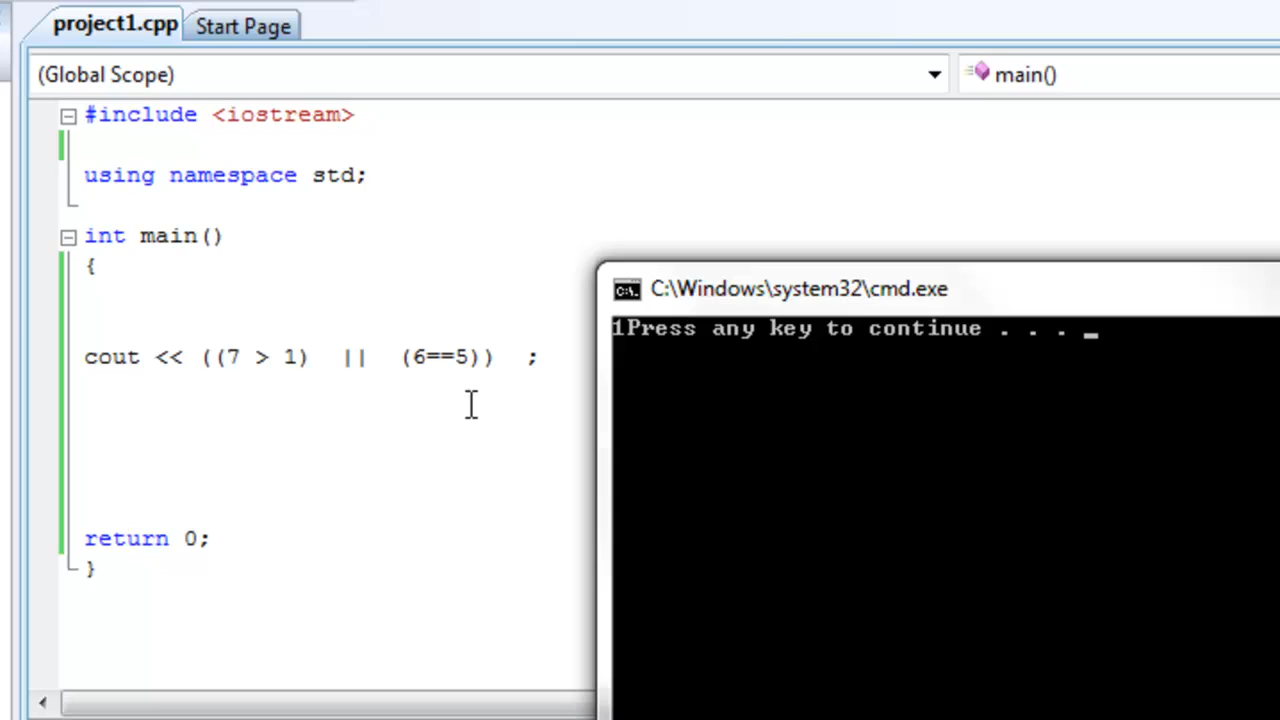 project1.cpp Start Page
(Global Scope) main()
#include <iostream>
using namespace std;
int main()
{
C:\Windows\system32\cmd.exe
1Press any key to continue . . . _
cout << ((7 > 1)  ||  (6==5))  ;
return 0;
}